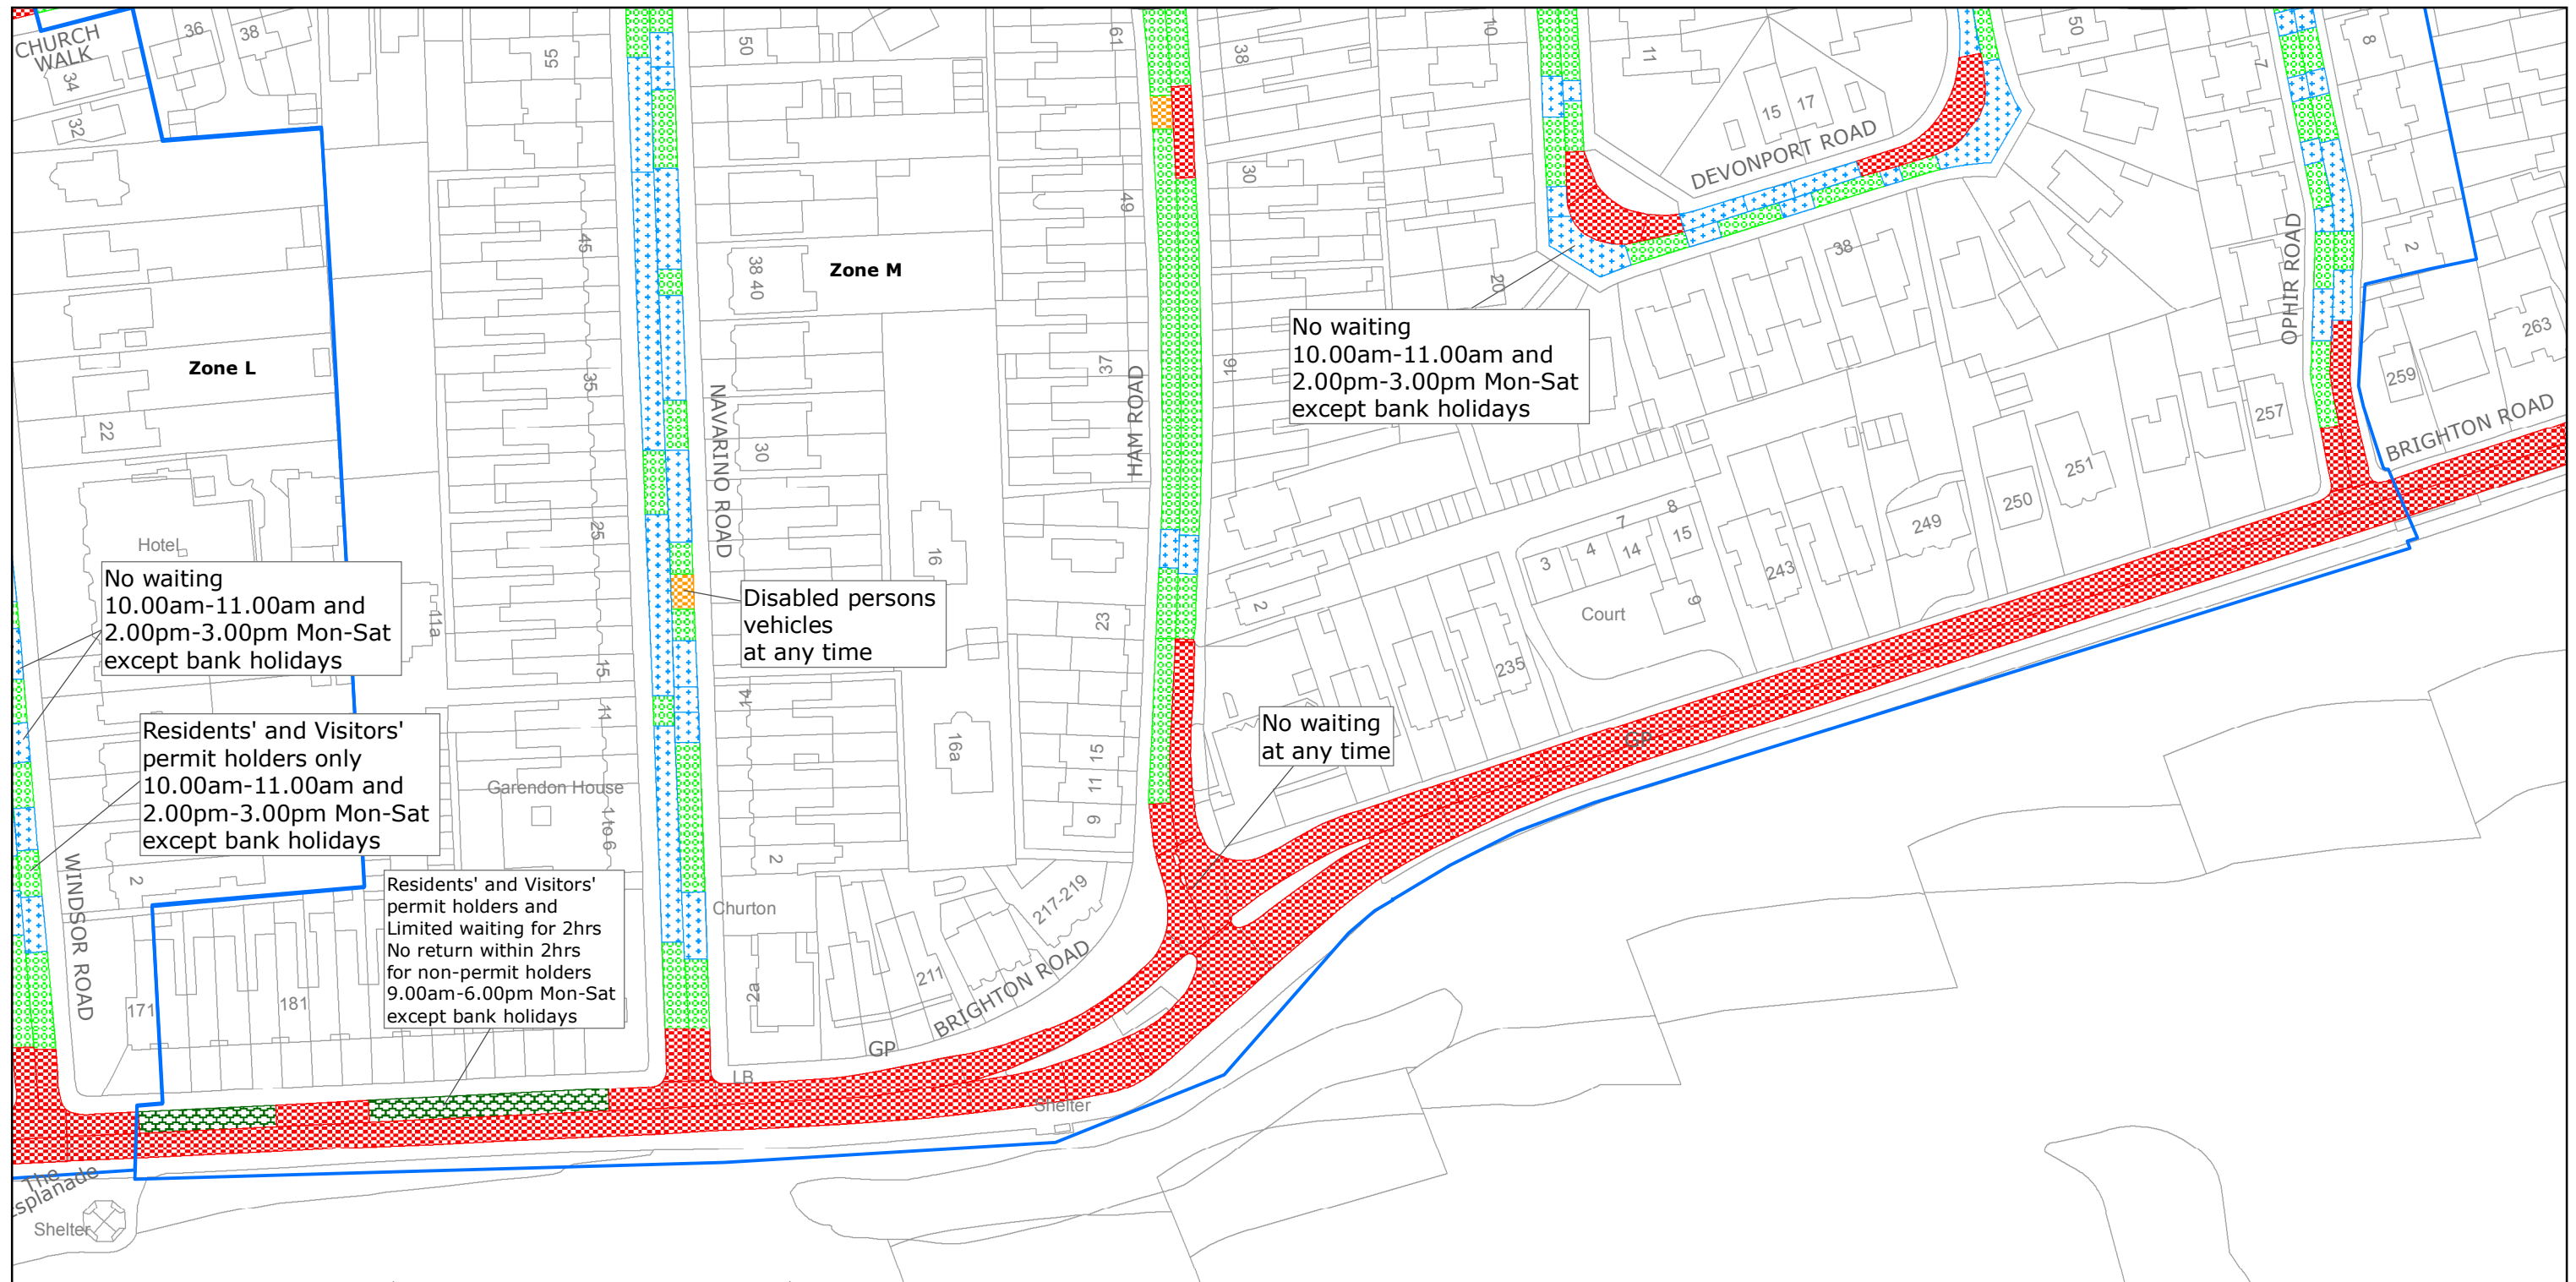 CHURCH
WALK
36
38
34
32
55
50
61
38
10
11
15
17
50
7
8
DEVONPORT ROAD
30
49
45
38
40
Zone M
20
38
OPHIR ROAD
2
263
259
Zone L
22
35
NAVARINO ROAD
30
37
HAM ROAD
16
No waiting
10.00am-11.00am and
2.00pm-3.00pm Mon-Sat
except bank holidays
257
BRIGHTON ROAD
251
250
249
243
Hotel
25
16
3
4
7
14
8
15
9
Court
235
2
23
No waiting
10.00am-11.00am and
2.00pm-3.00pm Mon-Sat
except bank holidays
11a
15
Disabled persons
vehicles
at any time
14
11
Residents' and Visitors'
permit holders only
10.00am-11.00am and
2.00pm-3.00pm Mon-Sat
except bank holidays
Garendon House
1 to 6
16a
15
11
9
No waiting
at any time
GP
WINDSOR ROAD
2
2
Residents' and Visitors'
permit holders and
Limited waiting for 2hrs
No return within 2hrs
for non-permit holders
9.00am-6.00pm Mon-Sat
except bank holidays
Churton
217-219
211
2a
BRIGHTON ROAD
171
181
GP
LB
Shelter
The
Esplanade
Shelter